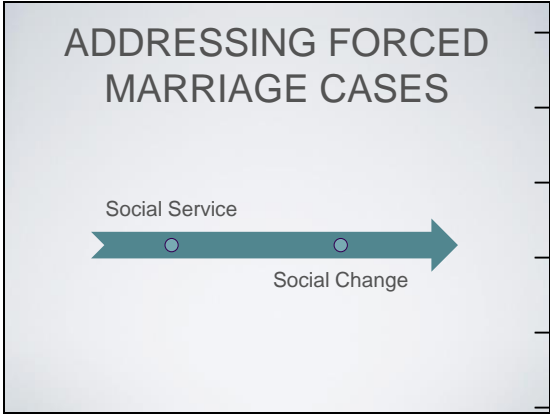 ADDRESSING FORCED
MARRIAGE CASES
Social Service
Social Change